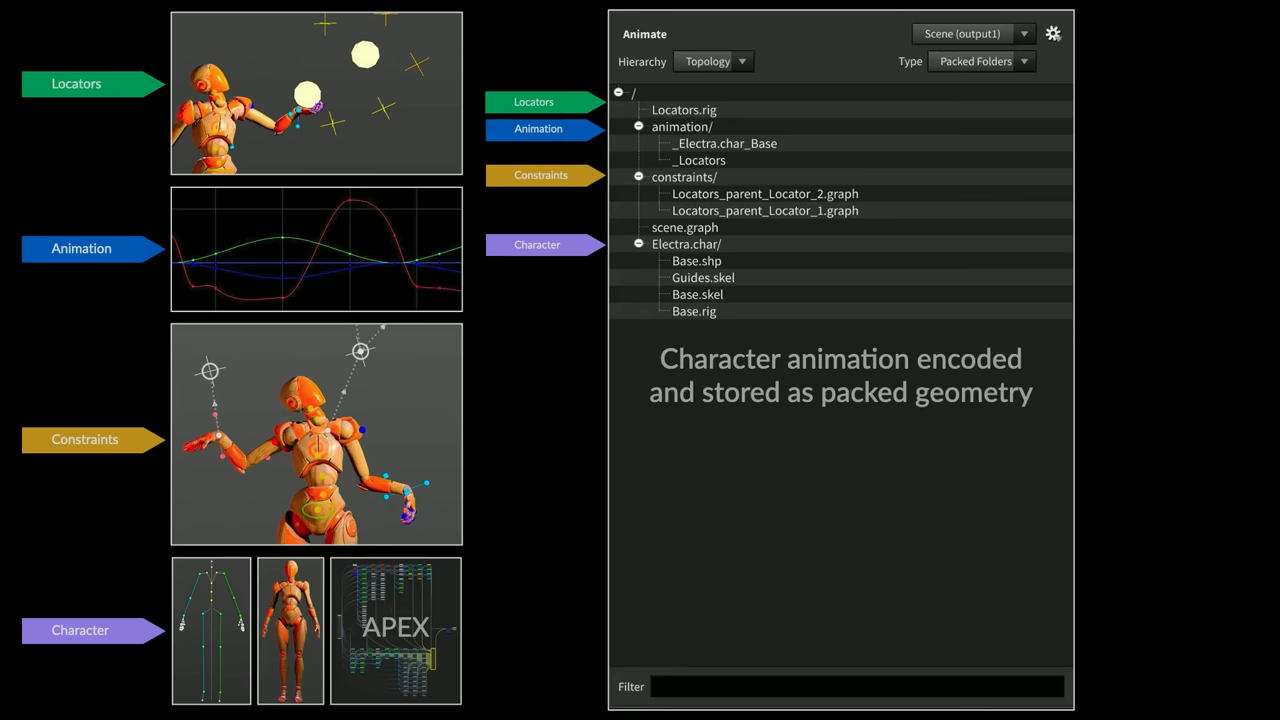 Locators
Animation
Constraints
Character
APEX
Locators
Animation
Constraints
Character
Animate
Scene (output1)
Hierarchy
Topology
Type
Packed Folders
/
Locators.rig
animation/
_Electra.char_Base
_Locators
constraints/
Locators_parent_Locator_2.graph
Locators_parent_Locator_1.graph
scene.graph
Electra.char/
Base.shp
Guides.skel
Base.skel
Base.rig
Character animation encoded
and stored as packed geometry
Filter